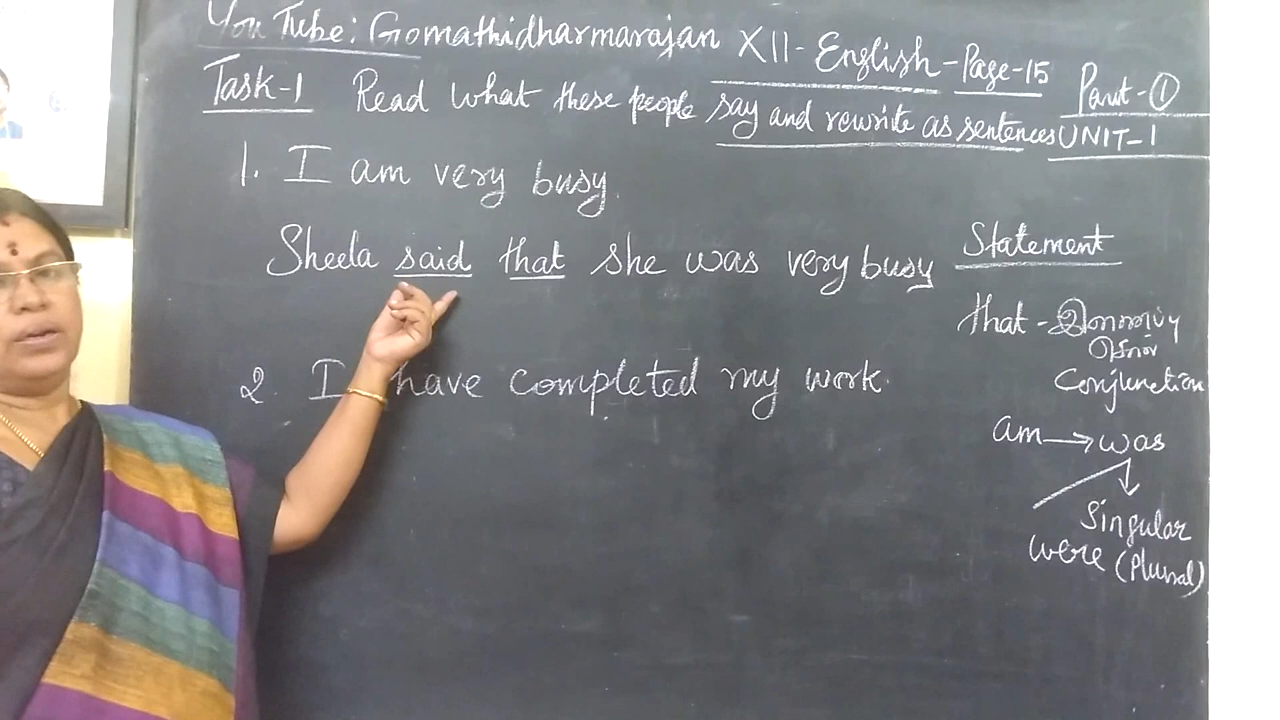 YouTube: Gomathidharmarajan XII - English - Page-15 Part-①
Task-1 Read what these people say and rewrite as sentences UNIT-1
1. I am very busy.
Sheela said that she was very busy
Statement
that - இணைப்பு
சொல்
Conjunction
2. I have completed my work.
am → was
Singular
were (Plural)